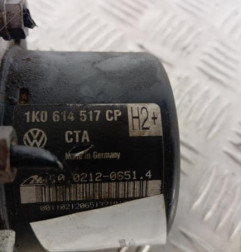 1K0 614 517 CP
H2+
CTA
Made in Germany
0212-0651.4